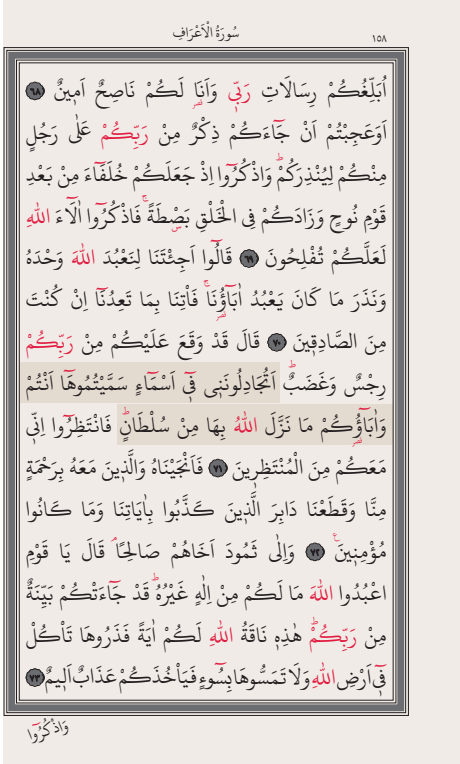 سُورَةُ الْاَعْرَافِ
١٥٨
اُبَلِّغُكُمْ رِسَالَاتِ رَبّ۪ي وَاَنَا۬ لَكُمْ نَاصِحٌ اَم۪ينٌ ﴿٦٨﴾
اَوَعَجِبْتُمْ اَنْ جَٓاءَكُمْ ذِكْرٌ مِنْ رَبِّكُمْ عَلٰى رَجُلٍ
مِنْكُمْ لِيُنْذِرَكُمْۜ وَاذْكُرُٓوا اِذْ جَعَلَكُمْ خُلَفَٓاءَ مِنْ بَعْدِ
قَوْمِ نُوحٍ وَزَادَكُمْ فِي الْخَلْقِ بَصْۣطَةًۚ فَاذْكُرُٓوا اٰلَٓاءَ اللّٰهِ
لَعَلَّكُمْ تُفْلِحُونَ ﴿٦٩﴾ قَالُٓوا اَجِئْتَنَا لِنَعْبُدَ اللّٰهَ وَحْدَهُ
وَنَذَرَ مَا كَانَ يَعْبُدُ اٰبَٓاؤُ۬نَاۚ فَأْتِنَا بِمَا تَعِدُنَٓا اِنْ كُنْتَ
مِنَ الصَّادِق۪ينَ ﴿٧٠﴾ قَالَ قَدْ وَقَعَ عَلَيْكُمْ مِنْ رَبِّكُمْ
رِجْسٌ وَغَضَبٌۜ اَتُجَادِلُونَن۪ي ف۪ٓي اَسْمَٓاءٍ سَمَّيْتُمُوهَٓا اَنْتُمْ
وَاٰبَٓاؤُ۬كُمْ مَا نَزَّلَ اللّٰهُ بِهَا مِنْ سُلْطَانٍۜ فَانْتَظِرُٓوا اِنّ۪ي
مَعَكُمْ مِنَ الْمُنْتَظِر۪ينَ ﴿٧١﴾ فَاَنْجَيْنَاهُ وَالَّذ۪ينَ مَعَهُ بِرَحْمَةٍ
مِنَّا وَقَطَعْنَا دَابِرَ الَّذ۪ينَ كَذَّبُوا بِاٰيَاتِنَا وَمَا كَانُوا
مُؤْمِن۪ينَ۟ ﴿٧٢﴾ وَاِلٰى ثَمُودَ اَخَاهُمْ صَالِحًاۢ قَالَ يَا قَوْمِ
اعْبُدُوا اللّٰهَ مَا لَكُمْ مِنْ اِلٰهٍ غَيْرُهُۜ قَدْ جَٓاءَتْكُمْ بَيِّنَةٌ
مِنْ رَبِّكُمْۜ هٰذِه۪ نَاقَةُ اللّٰهِ لَكُمْ اٰيَةً فَذَرُوهَا تَأْكُلْ
ف۪ٓي اَرْضِ اللّٰهِ وَلَا تَمَسُّوهَا بِسُٓوءٍ فَيَأْخُذَكُمْ عَذَابٌ اَل۪يمٌ ﴿٧٣﴾
وَاذْكُرُٓوا